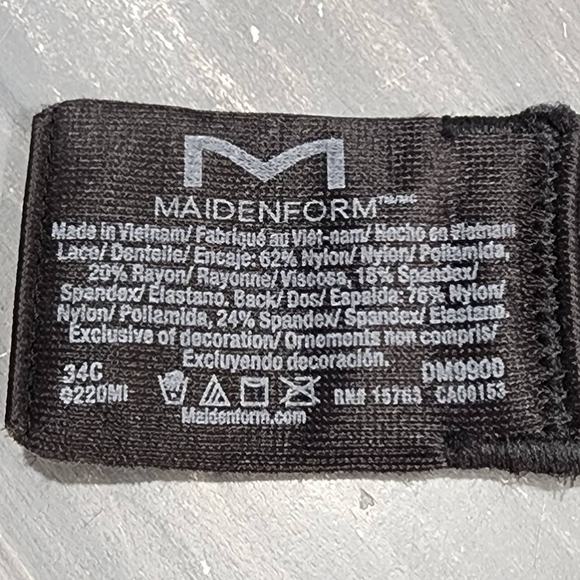 M
MAIDENFORM™/MC
Made in Vietnam/ Fabriqué au Viêt-nam/ Hecho en vietnam
Lace/ Dentelle/ Encaje: 62% Nylon/ Nylon/ Poliamida,
20% Rayon/ Rayonne/ Viscosa, 18% Spandex/
Spandex/ Elastano. Back/ Dos/ Espalda: 76% Nylon/
Nylon/ Poliamida, 24% Spandex/ Spandex/ Elastano.
Exclusive of decoration/ Ornements non compris/
Excluyendo decoración.
34C DM9900
0220MI RN# 15763 CA00153
Maidenform.com